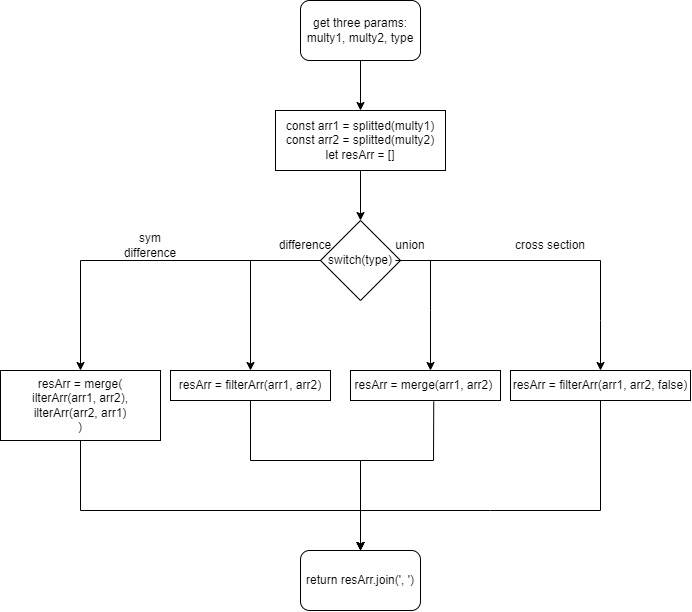 get three params:
multy1, multy2, type
const arr1 = splitted(multy1)
const arr2 = splitted(multy2)
let resArr = []
sym
difference
difference
union
cross section
switch(type)
resArr = merge(
ilterArr(arr1, arr2),
ilterArr(arr2, arr1)
)
resArr = filterArr(arr1, arr2)
resArr = merge(arr1, arr2)
resArr = filterArr(arr1, arr2, false)
return resArr.join(', ')